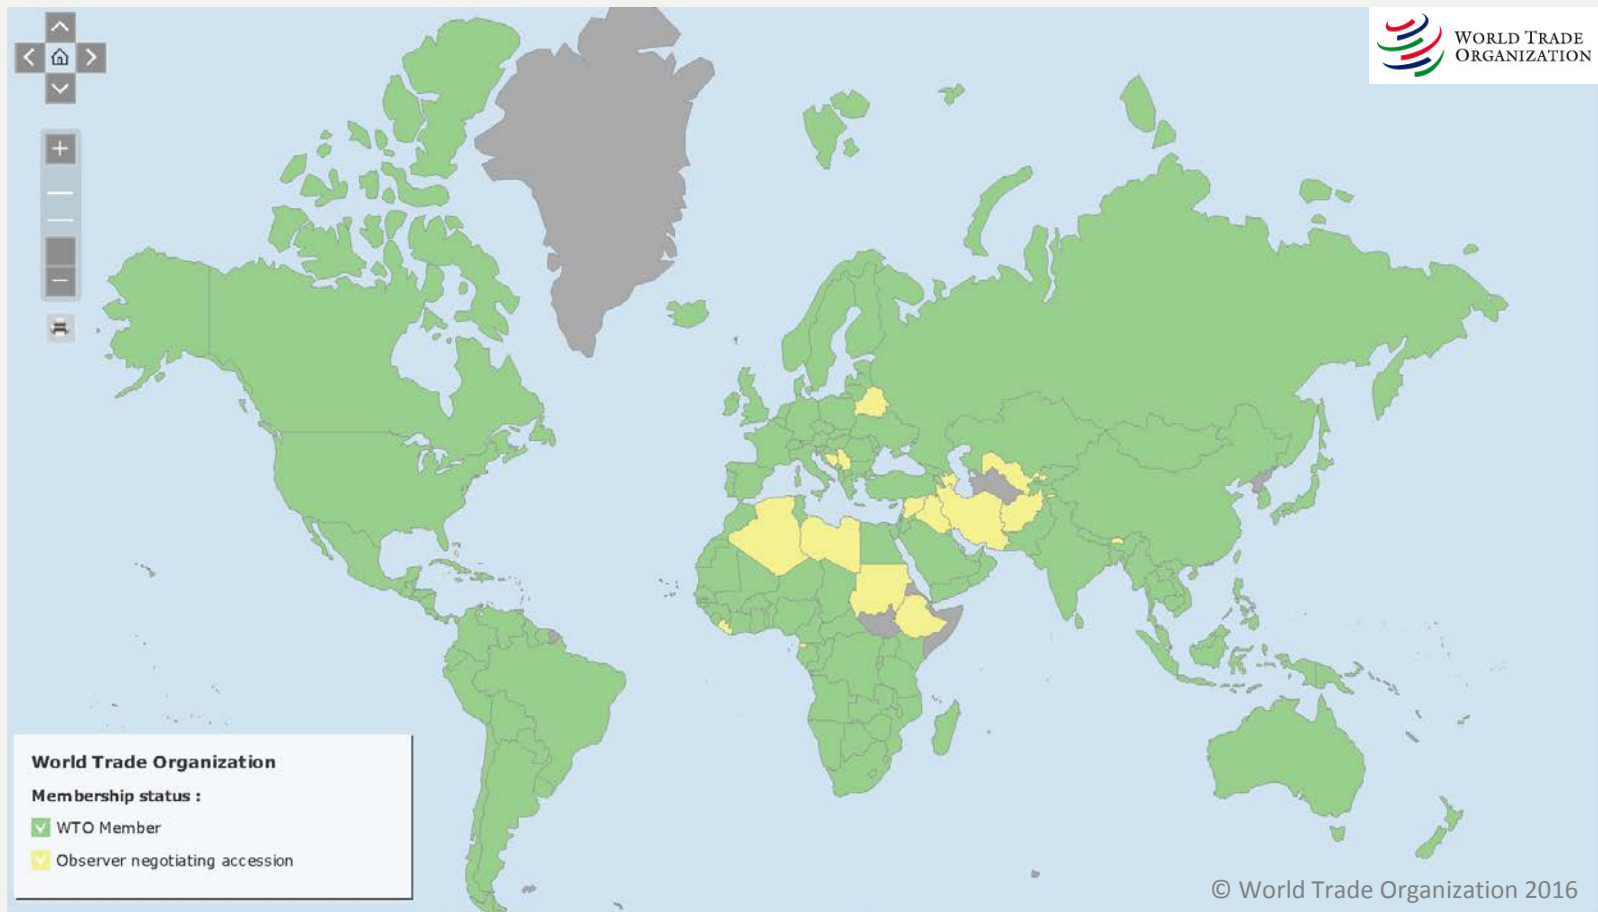 WORLD TRADE
ORGANIZATION
World Trade Organization
Membership status :
WTO Member
Observer negotiating accession
© World Trade Organization 2016